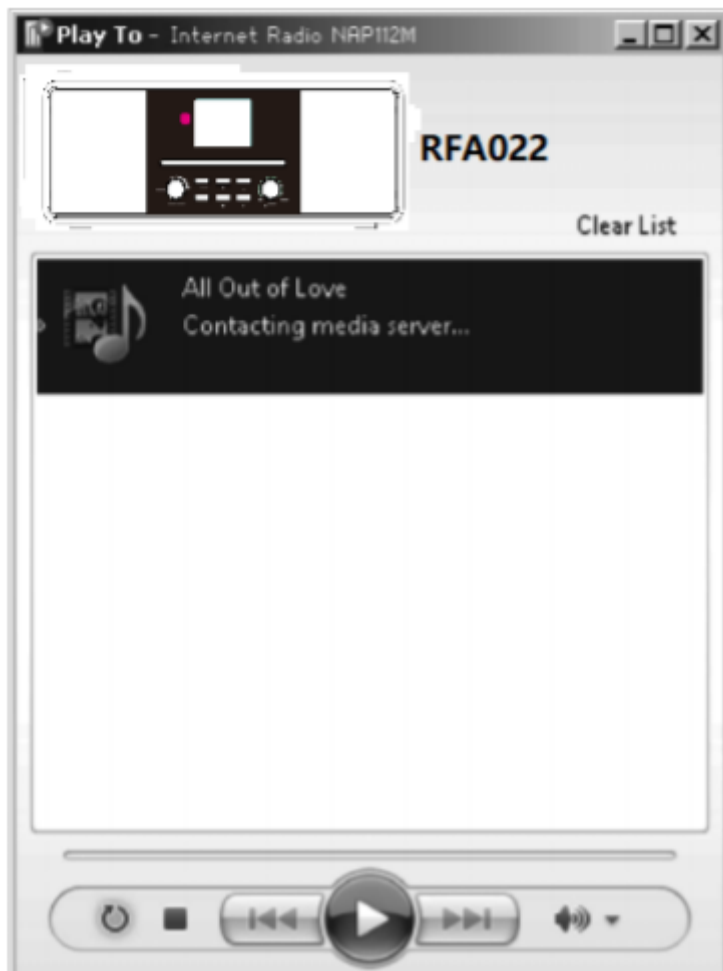 Play To - Internet Radio NAP112M
RFA022
Clear List
All Out of Love
Contacting media server...